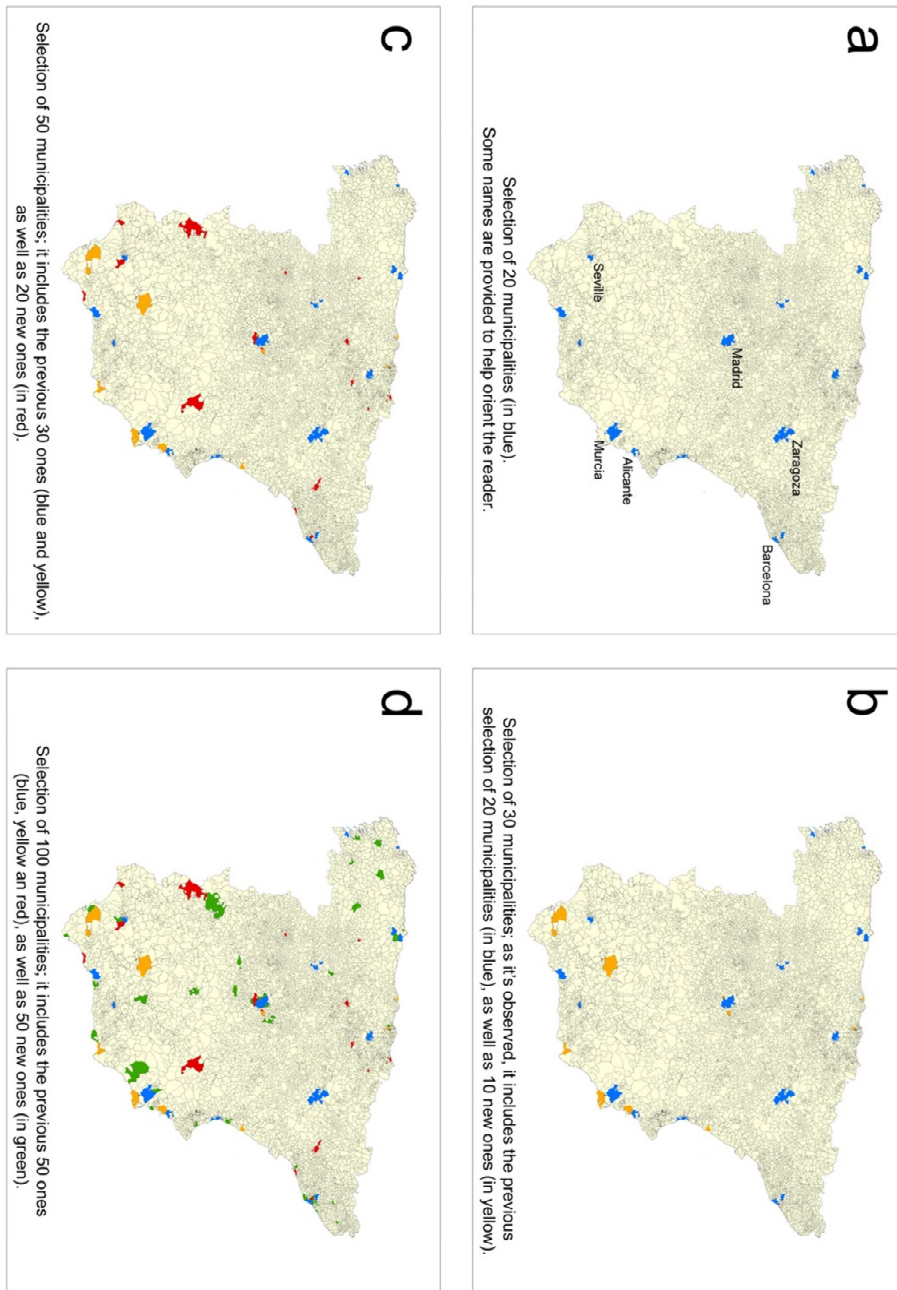 a
Zaragoza
Barcelona
Madrid
Alicante
Murcia
Seville
Selection of 20 municipalities (in blue).
Some names are provided to help orient the reader.
b
Selection of 30 municipalities; as it's observed, it includes the previous
selection of 20 municipalities (in blue), as well as 10 new ones (in yellow).
c
Selection of 50 municipalities; it includes the previous 30 ones (blue and yellow),
as well as 20 new ones (in red).
d
Selection of 100 municipalities; it includes the previous 50 ones
(blue, yellow an red), as well as 50 new ones (in green).